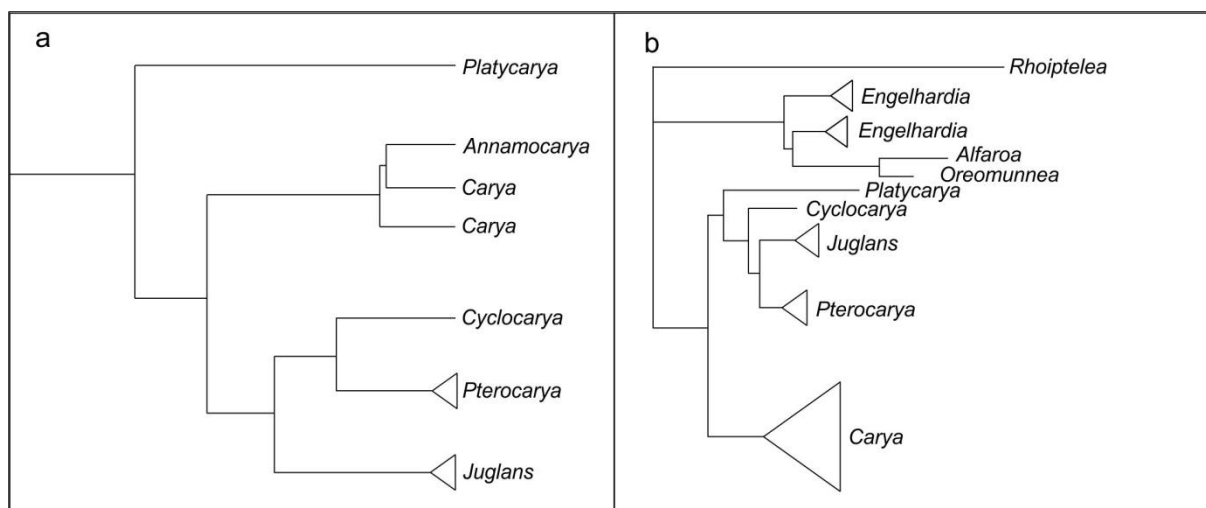 a
Platycarya
Annamocarya
Carya
Carya
Cyclocarya
Pterocarya
Juglans
b
Rhoiptelea
Engelhardia
Engelhardia
Alfaroa
Oreomunnea
Platycarya
Cyclocarya
Juglans
Pterocarya
Carya